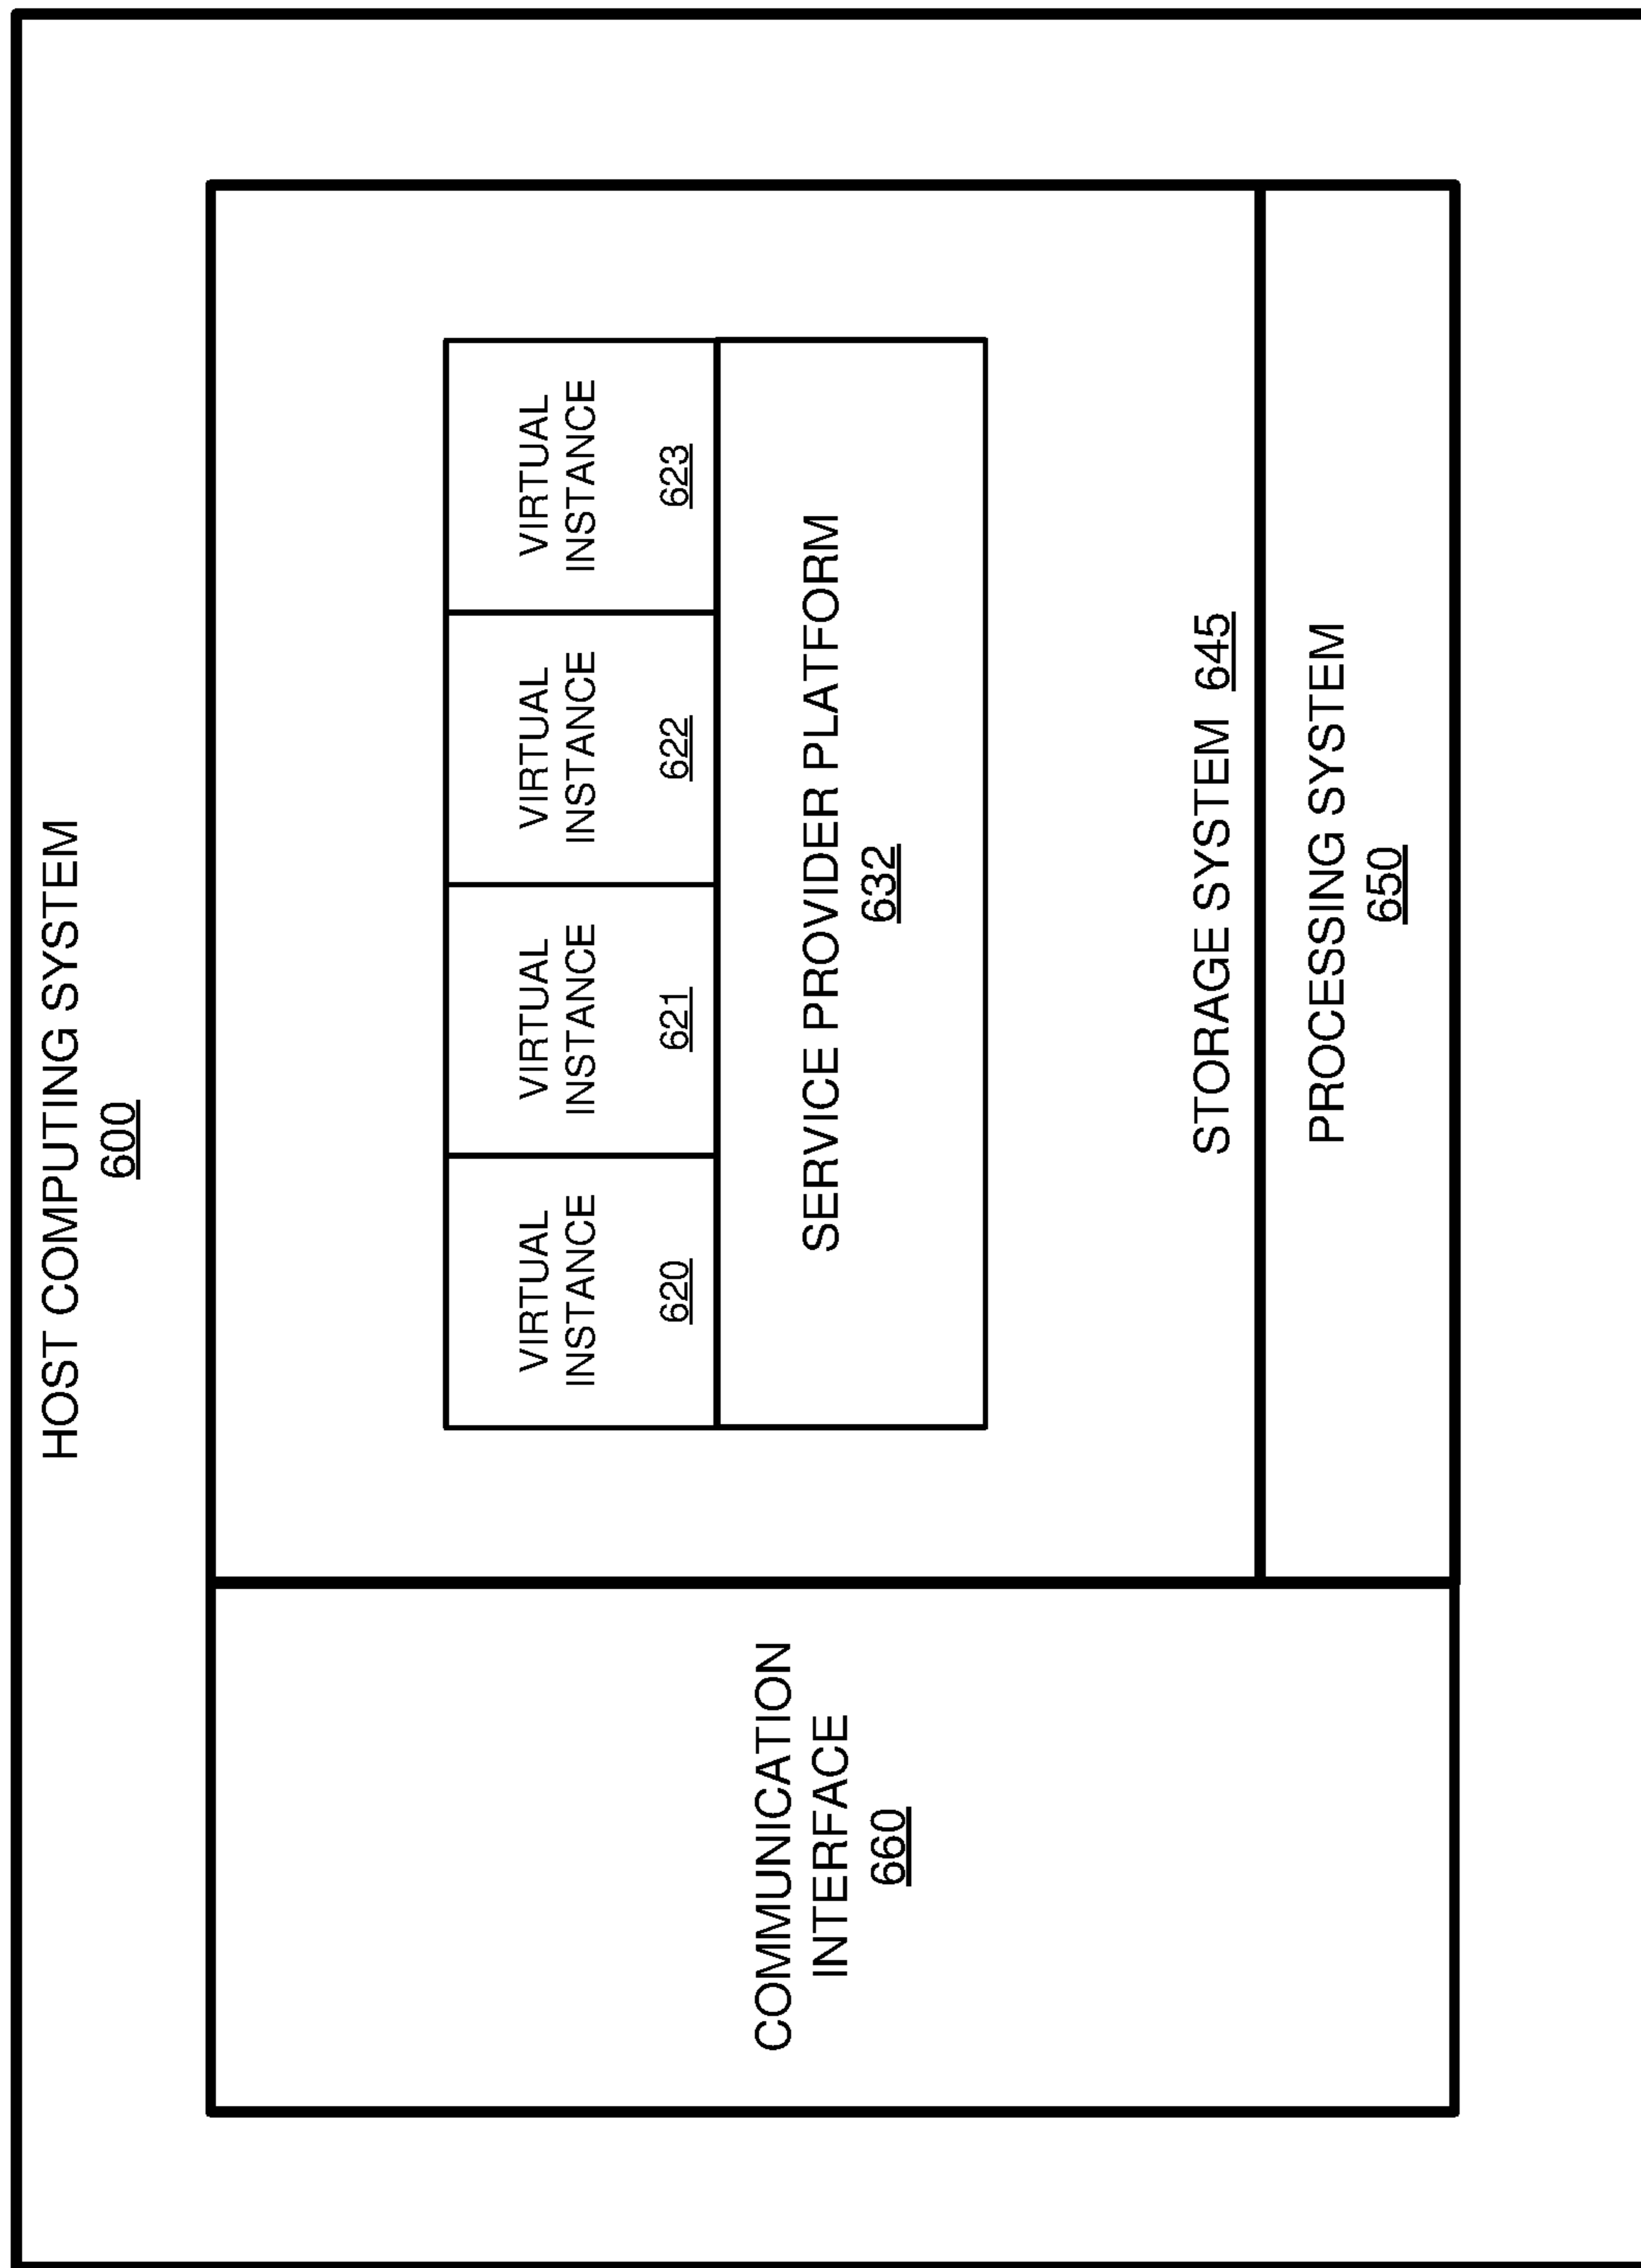 HOST COMPUTING SYSTEM
600
COMMUNICATION
INTERFACE
660
VIRTUAL
INSTANCE
620
VIRTUAL
INSTANCE
621
VIRTUAL
INSTANCE
622
VIRTUAL
INSTANCE
623
SERVICE PROVIDER PLATFORM
632
STORAGE SYSTEM 645
PROCESSING SYSTEM
650